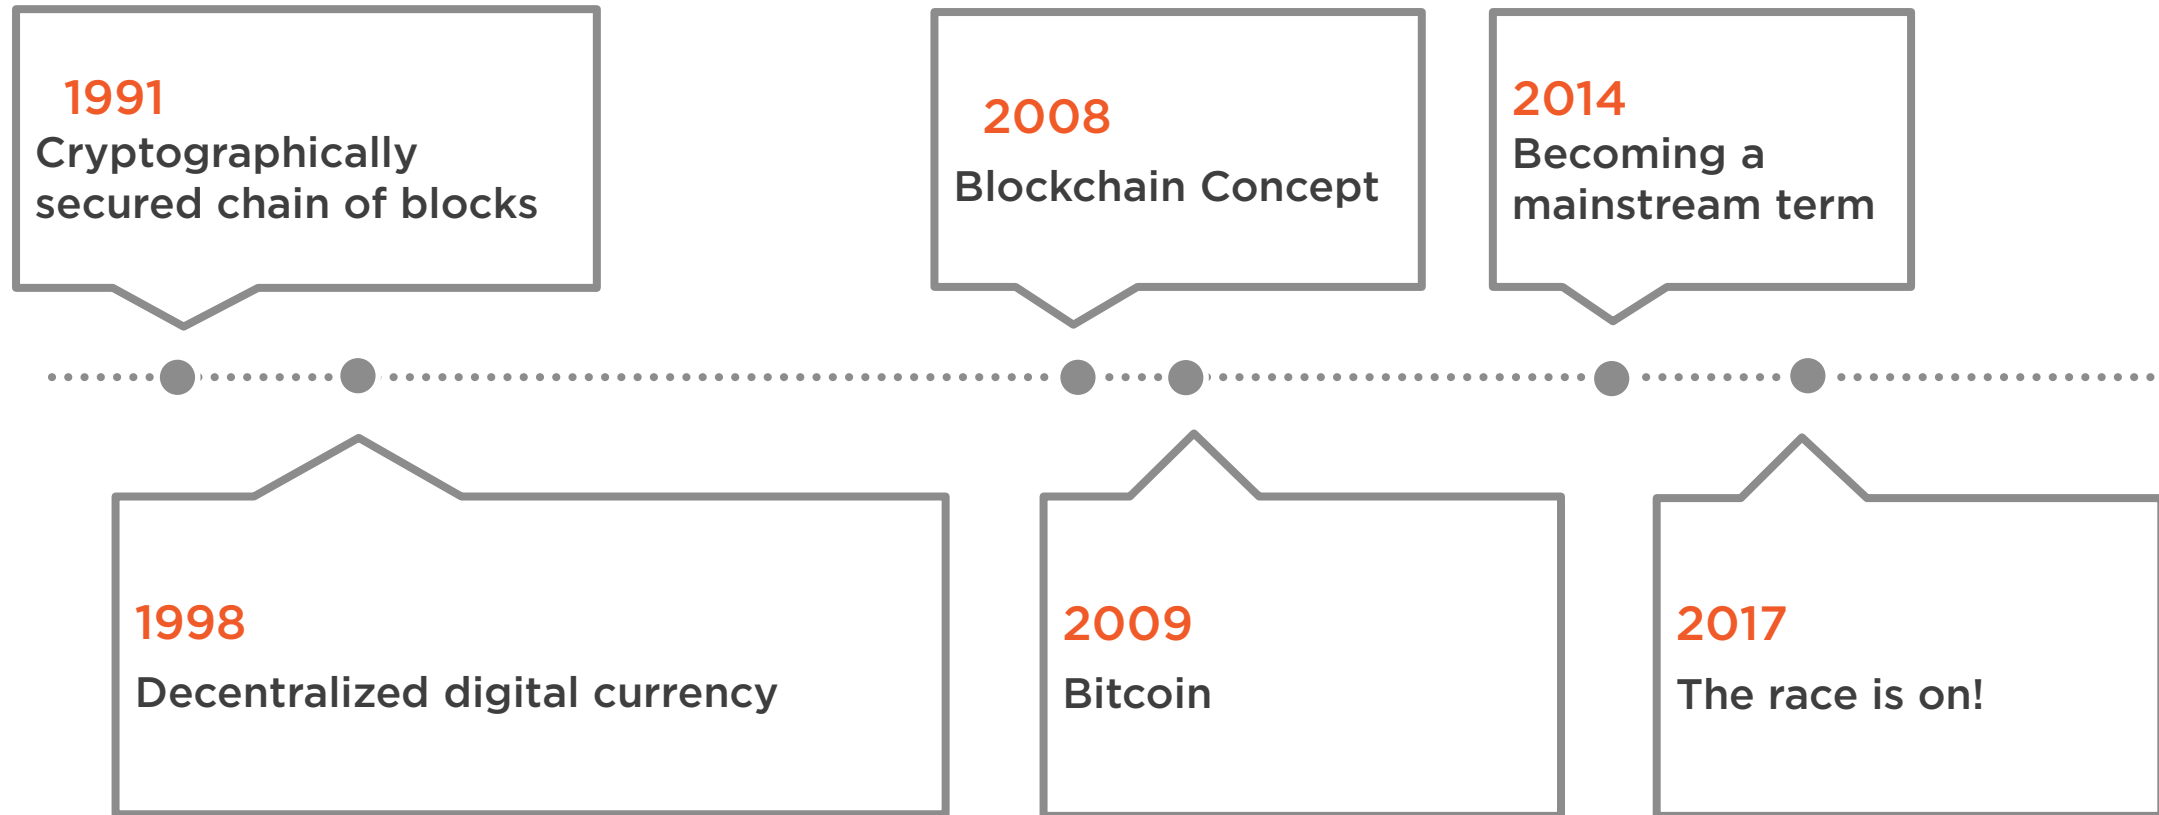 1991
Cryptographically
secured chain of blocks
2008
Blockchain Concept
2014
Becoming a
mainstream term
1998
Decentralized digital currency
2009
Bitcoin
2017
The race is on!